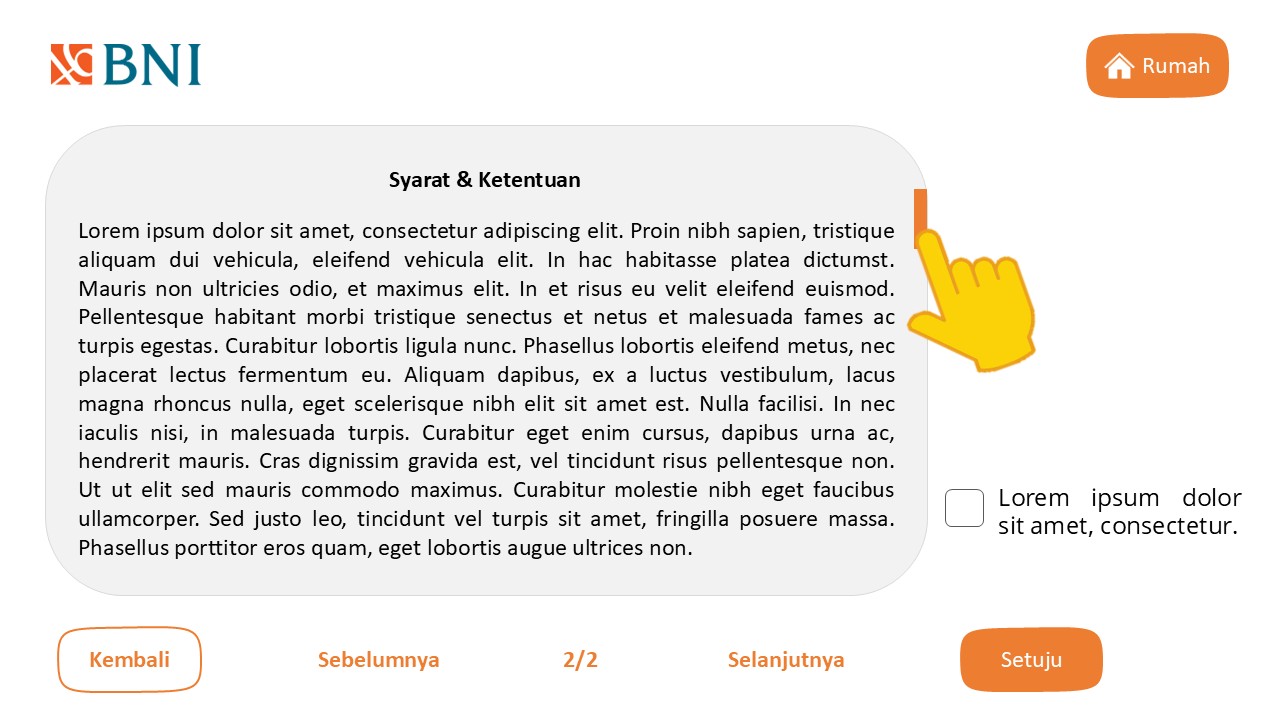 BNI
Rumah
Syarat & Ketentuan
Lorem ipsum dolor sit amet, consectetur adipiscing elit. Proin nibh sapien, tristique
aliquam dui vehicula, eleifend vehicula elit. In hac habitasse platea dictumst.
Mauris non ultricies odio, et maximus elit. In et risus eu velit eleifend euismod.
Pellentesque habitant morbi tristique senectus et netus et malesuada fames ac
turpis egestas. Curabitur lobortis ligula nunc. Phasellus lobortis eleifend metus, nec
placerat lectus fermentum eu. Aliquam dapibus, ex a luctus vestibulum, lacus
magna rhoncus nulla, eget scelerisque nibh elit sit amet est. Nulla facilisi. In nec
iaculis nisi, in malesuada turpis. Curabitur eget enim cursus, dapibus urna ac,
hendrerit mauris. Cras dignissim gravida est, vel tincidunt risus pellentesque non.
Ut ut elit sed mauris commodo maximus. Curabitur molestie nibh eget faucibus
ullamcorper. Sed justo leo, tincidunt vel turpis sit amet, fringilla posuere massa.
Phasellus porttitor eros quam, eget lobortis augue ultrices non.
Lorem ipsum dolor
sit amet, consectetur.
Kembali
Sebelumnya
2/2
Selanjutnya
Setuju